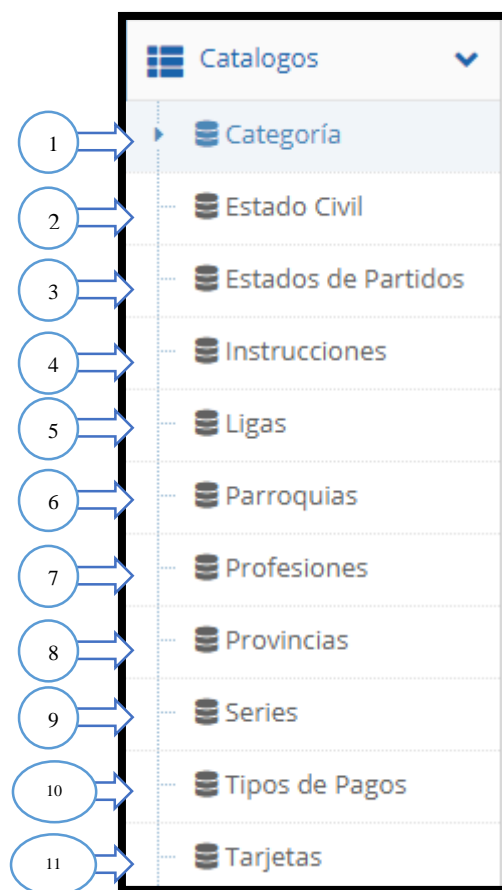 Catalogos
1 Categoría
2 Estado Civil
3 Estados de Partidos
4 Instrucciones
5 Ligas
6 Parroquias
7 Profesiones
8 Provincias
9 Series
10 Tipos de Pagos
11 Tarjetas